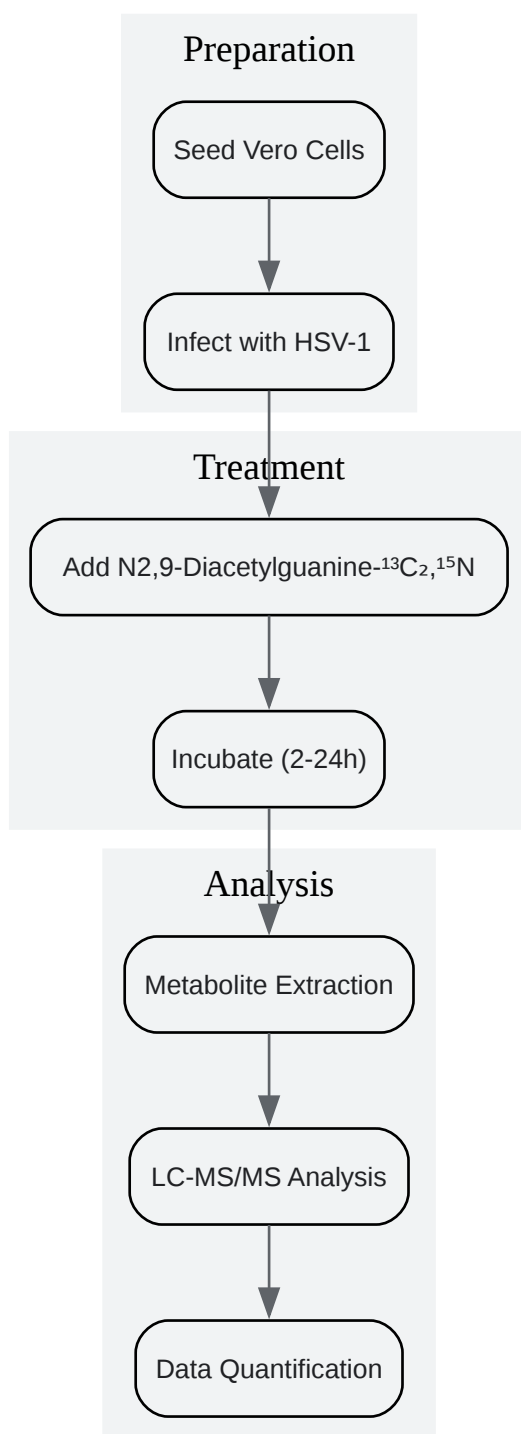 Preparation
Seed Vero Cells
Infect with HSV-1
Treatment
Add N2,9-Diacetylguanine-¹³C₂,¹⁵N
Incubate (2-24h)
Analysis
Metabolite Extraction
LC-MS/MS Analysis
Data Quantification